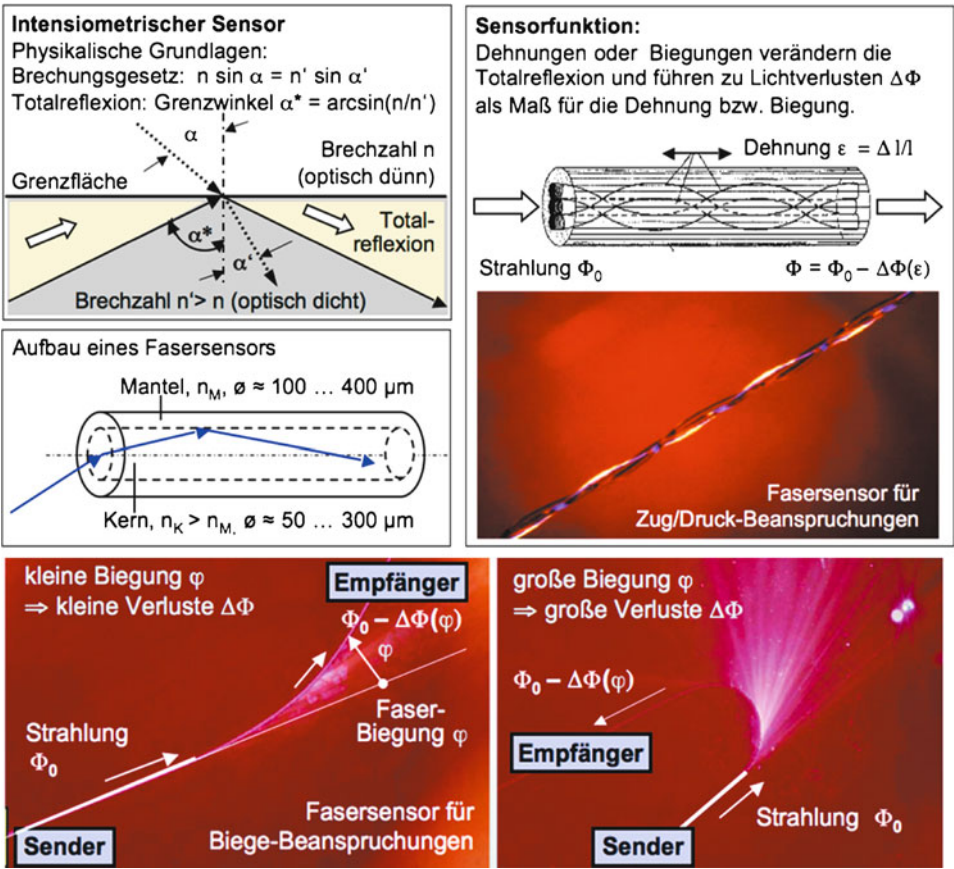 Intensiometrischer Sensor
Physikalische Grundlagen:
Brechungsgesetz: n sin α = n‘ sin α‘
Totalreflexion: Grenzwinkel α* = arcsin(n/n‘)
α
Brechzahl n
(optisch dünn)
Grenzfläche
Total-
reflexion
α*
α‘
Brechzahl n‘> n (optisch dicht)
Aufbau eines Fasersensors
Mantel, nM, ø ≈ 100 … 400 µm
Kern, nK > nM, ø ≈ 50 … 300 µm
Sensorfunktion:
Dehnungen oder Biegungen verändern die
Totalreflexion und führen zu Lichtverlusten ΔΦ
als Maß für die Dehnung bzw. Biegung.
Dehnung ε = Δ l/l
Strahlung Φ0
Φ = Φ0 – ΔΦ(ε)
Fasersensor für
Zug/Druck-Beanspruchungen
kleine Biegung φ
⇒ kleine Verluste ΔΦ
Empfänger
Φ0 – ΔΦ(φ)
φ
Faser-
Biegung φ
Strahlung
Φ0
Fasersensor für
Biege-Beanspruchungen
Sender
große Biegung φ
⇒ große Verluste ΔΦ
Φ0 – ΔΦ(φ)
Empfänger
Strahlung Φ0
Sender